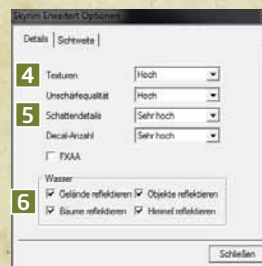 Skyrim Erweitert Optionen
Details Sichtweite
4 Texturen Hoch
Unschärfequalität Hoch
5 Schattendetails Sehr hoch
Decal-Anzahl Sehr hoch
FXAA
Wasser
6 Gelände reflektieren Objekte reflektieren
Bäume reflektieren Himmel reflektieren
Schließen